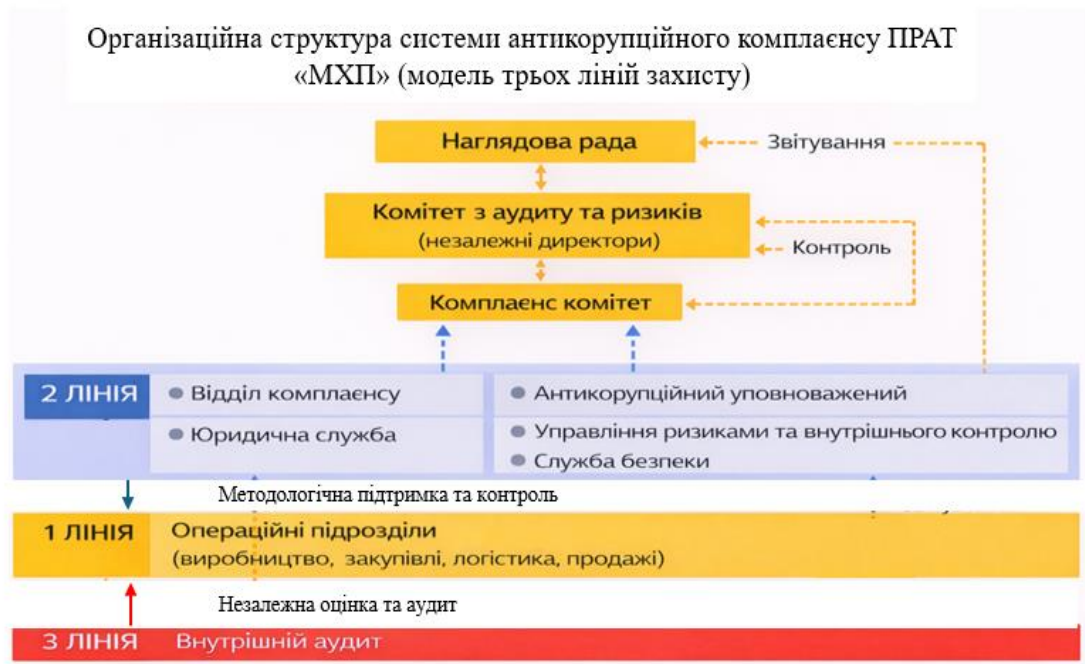 Організаційна структура системи антикорупційного комплаєнсу ПРАТ
«МХП» (модель трьох ліній захисту)
Наглядова рада
Звітування
Комітет з аудиту та ризиків
(незалежні директори)
Контроль
Комплаєнс комітет
2 ЛІНІЯ
Відділ комплаєнсу
Антикорупційний уповноважений
Юридична служба
Управління ризиками та внутрішнього контролю
Служба безпеки
Методологічна підтримка та контроль
1 ЛІНІЯ
Операційні підрозділи
(виробництво, закупівлі, логістика, продажі)
Незалежна оцінка та аудит
3 ЛІНІЯ
Внутрішній аудит